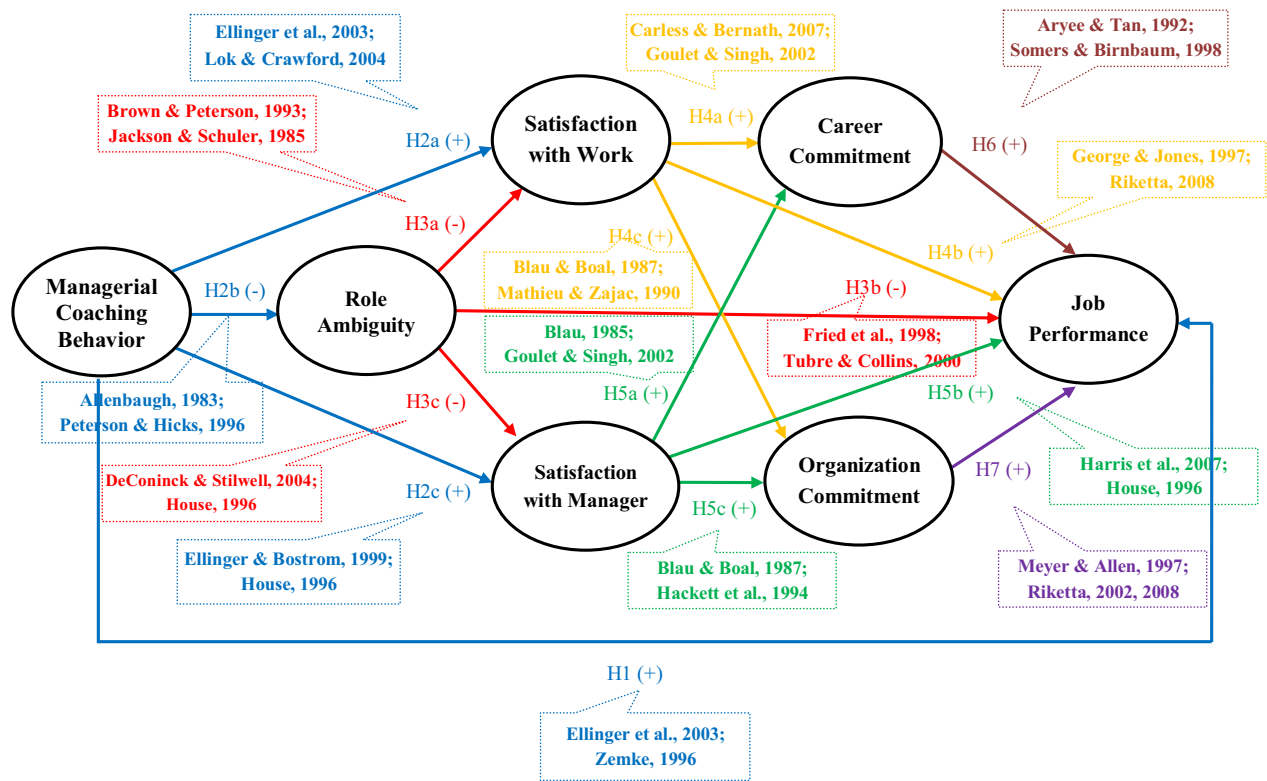 Ellinger et al., 2003;
Lok & Crawford, 2004
Carless & Bernath, 2007;
Goulet & Singh, 2002
Aryee & Tan, 1992;
Somers & Birnbaum, 1998
Brown & Peterson, 1993;
Jackson & Schuler, 1985
H2a (+)
Satisfaction
with Work
H4a (+)
Career
Commitment
H6 (+)
George & Jones, 1997;
Riketta, 2008
H3a (-)
H4c (+)
H4b (+)
Managerial
Coaching
Behavior
H2b (-)
Role
Ambiguity
Blau & Boal, 1987;
Mathieu & Zajac, 1990
H3b (-)
Job
Performance
Blau, 1985;
Goulet & Singh, 2002
Fried et al., 1998;
Tubre & Collins, 2000
Allenbaugh, 1983;
Peterson & Hicks, 1996
H3c (-)
H5a (+)
H5b (+)
DeConinck & Stilwell, 2004;
House, 1996
H2c (+)
Satisfaction
with Manager
H5c (+)
Organization
Commitment
H7 (+)
Harris et al., 2007;
House, 1996
Ellinger & Bostrom, 1999;
House, 1996
Blau & Boal, 1987;
Hackett et al., 1994
Meyer & Allen, 1997;
Riketta, 2002, 2008
H1 (+)
Ellinger et al., 2003;
Zemke, 1996